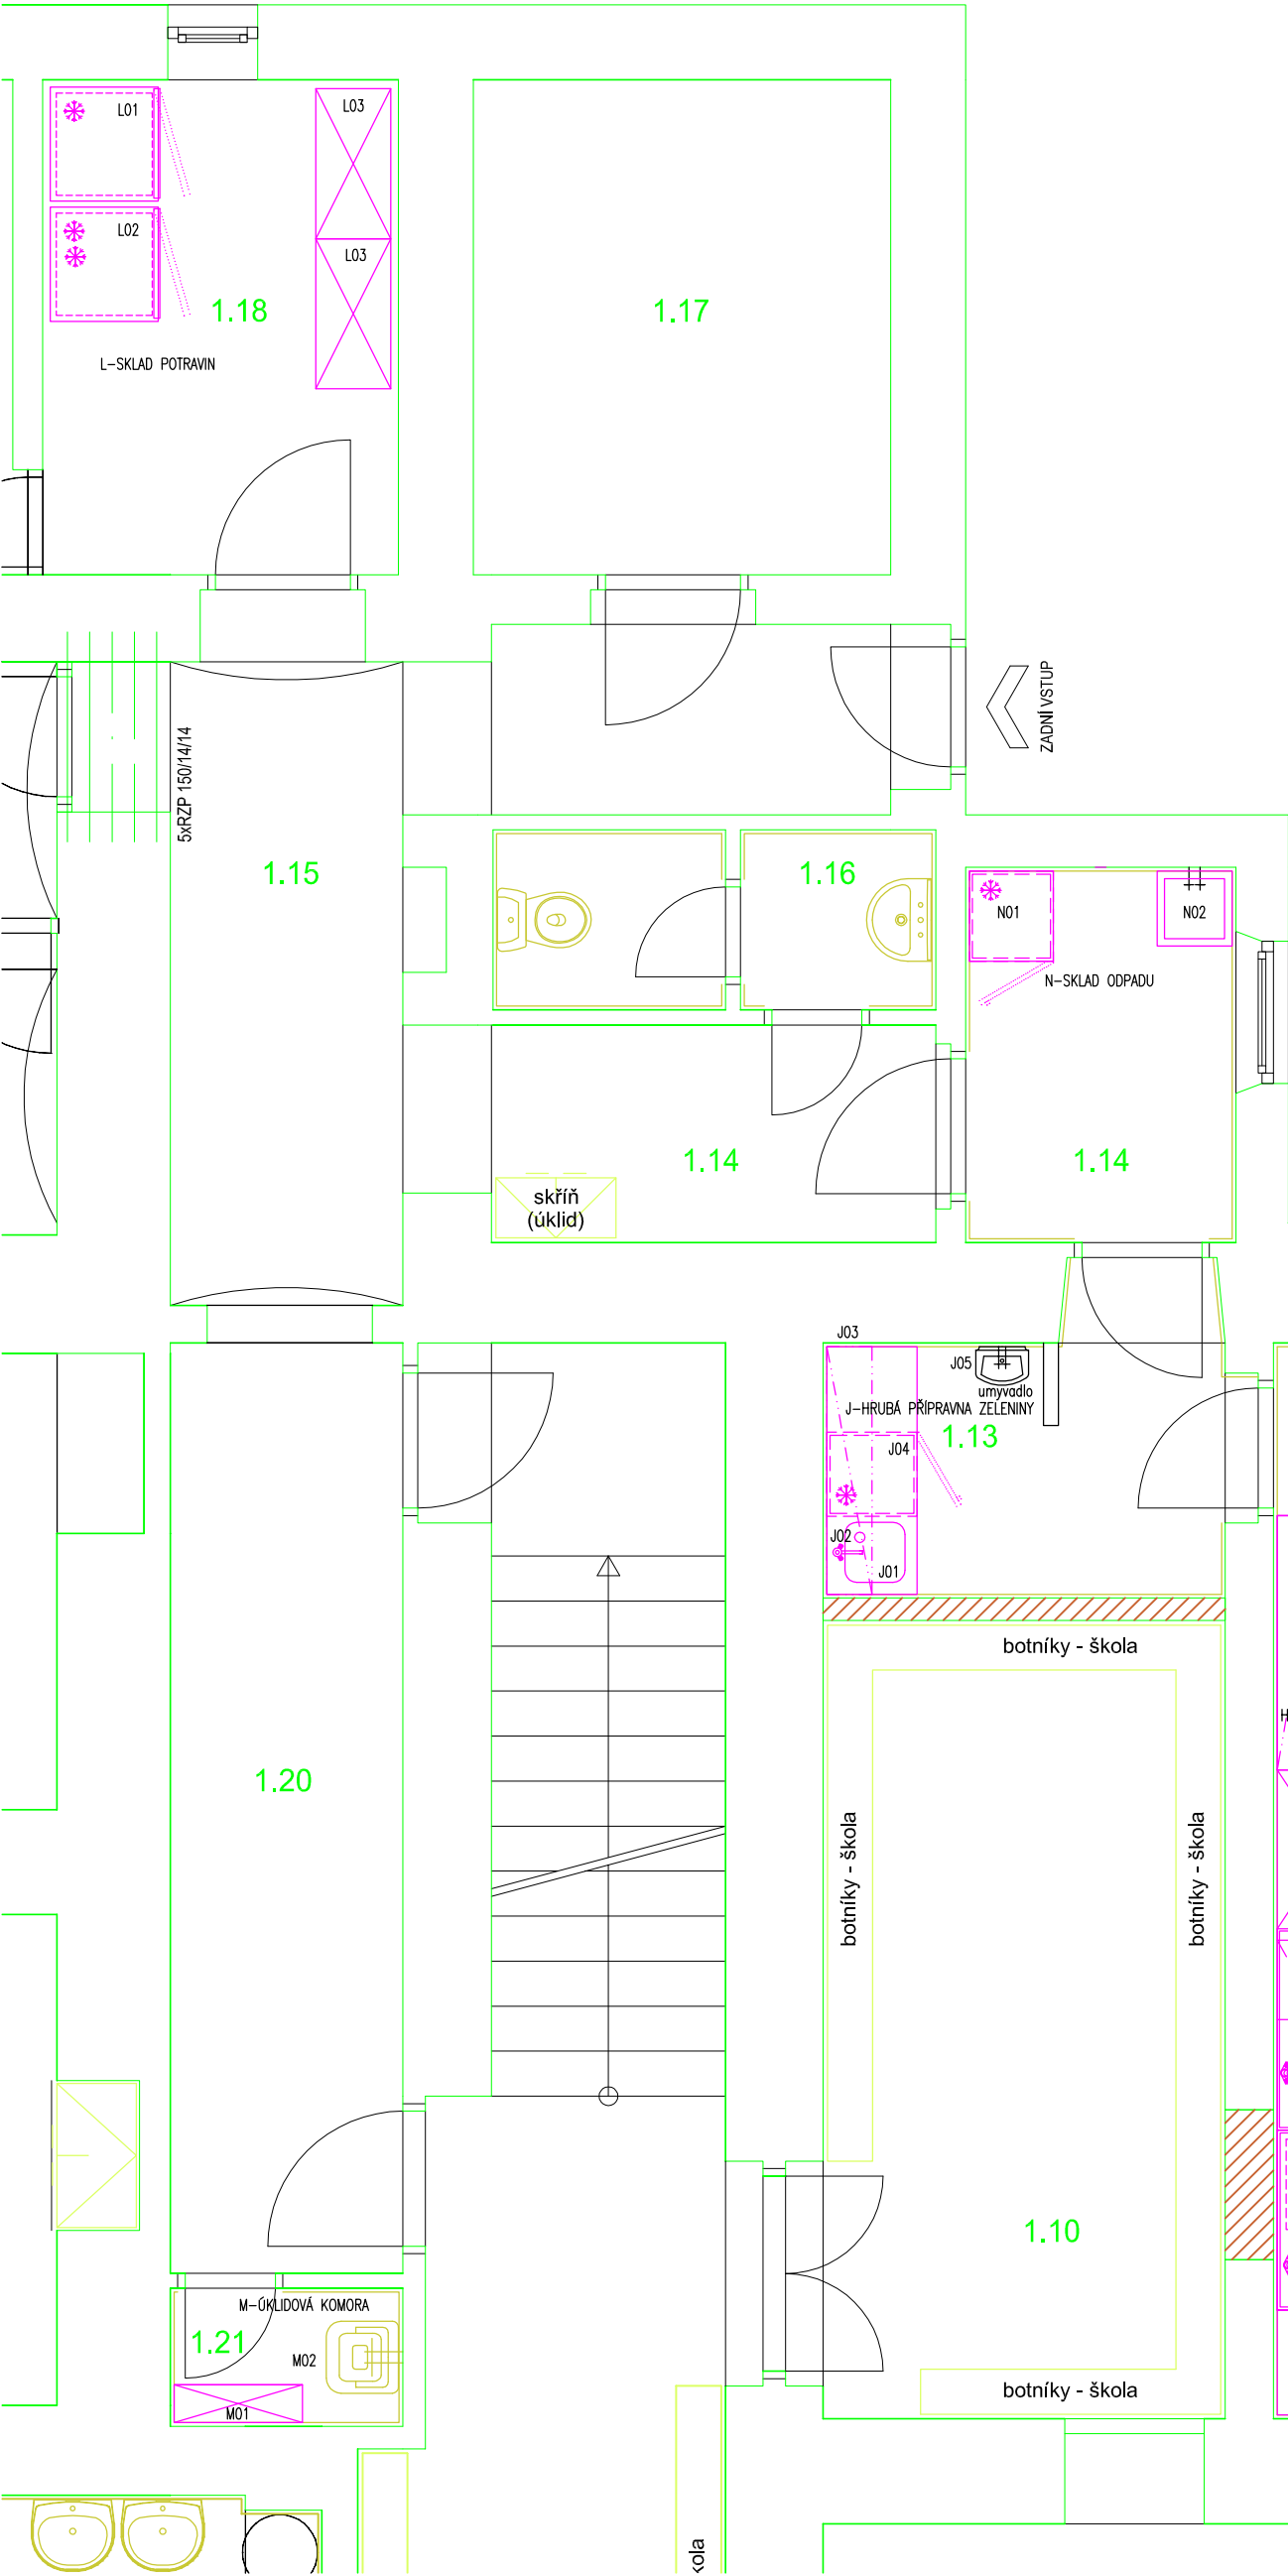 L01
L03
L02
L03
1.18
1.17
L-SKLAD POTRAVIN
ZADNÍ VSTUP
5xRZP 150/14/14
1.15
1.16
N01
N02
N-SKLAD ODPADU
1.14
1.14
skříň
(úklid)
J03
J05
umyvadlo
J-HRUBÁ PŘÍPRAVNA ZELENINY
1.13
J04
J02
J01
botníky - škola
1.20
botníky - škola
botníky - škola
1.10
M-ÚKLIDOVÁ KOMORA
1.21
M02
M01
botníky - škola
kola